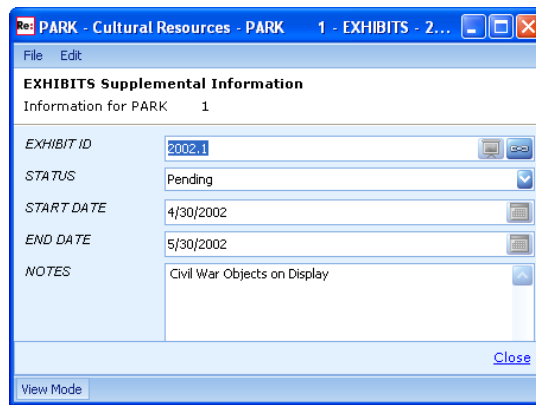 Re: PARK - Cultural Resources - PARK 1 - EXHIBITS - 2...
File Edit
EXHIBITS Supplemental Information
Information for PARK 1
EXHIBIT ID 2002.1
STATUS Pending
START DATE 4/30/2002
END DATE 5/30/2002
NOTES Civil War Objects on Display
Close
View Mode